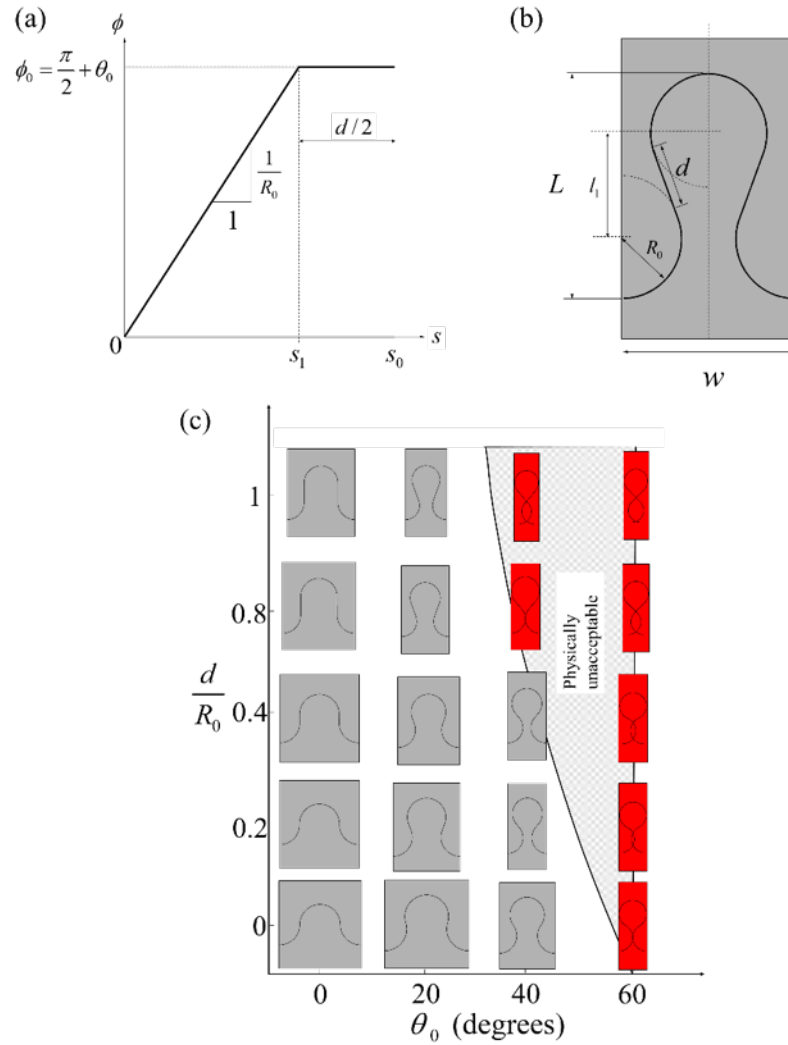 (a)
ϕ
ϕ₀ = π/2 + θ₀
d / 2
1/R₀
1
0
s₁
s₀
s
(b)
L
l₁
d
R₀
w
(c)
1
0.8
d/R₀
0.4
0.2
0
Physically
unacceptable
0
20
40
60
θ₀ (degrees)